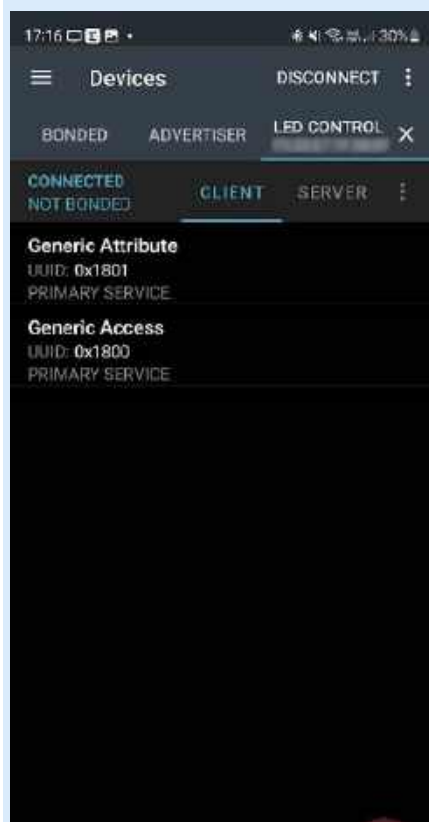 17:16
30%
Devices
DISCONNECT
BONDED
ADVERTISER
LED CONTROL
CONNECTED
NOT BONDED
CLIENT
SERVER
Generic Attribute
UUID: 0x1801
PRIMARY SERVICE
Generic Access
UUID: 0x1800
PRIMARY SERVICE